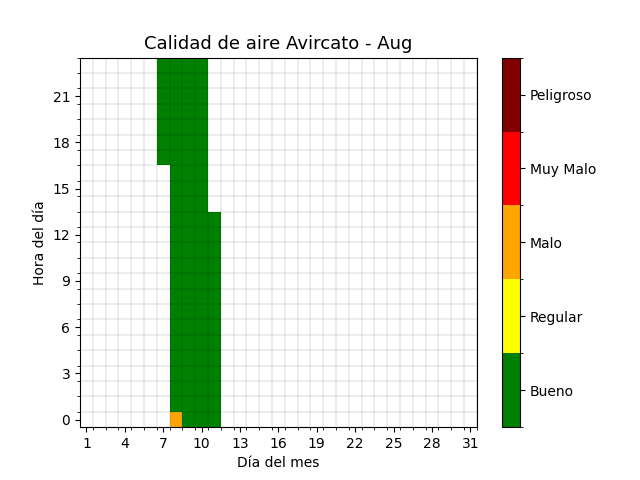 Calidad de aire Avircato - Aug
Hora del día
21
18
15
12
9
6
3
0
1 4 7 10 13 16 19 22 25 28 31
Día del mes
Peligroso
Muy Malo
Malo
Regular
Bueno